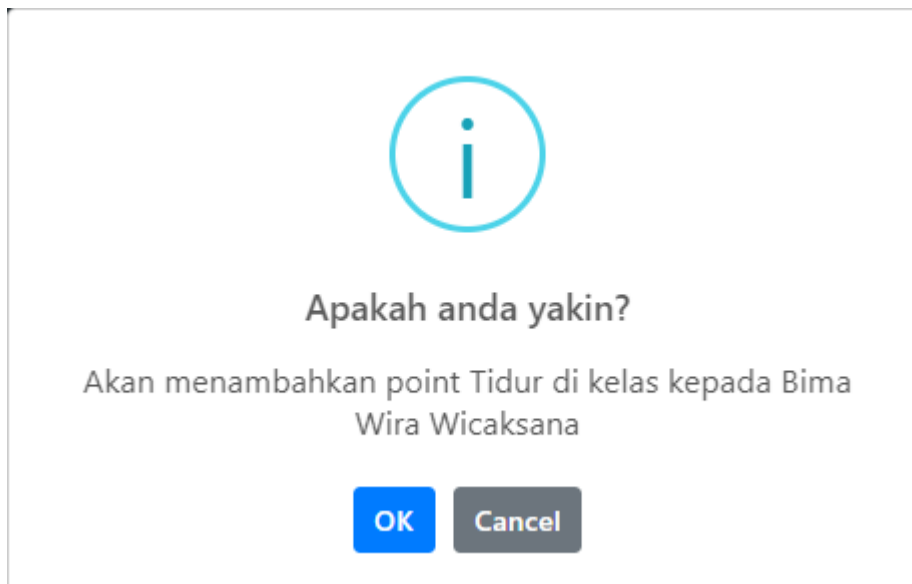 Apakah anda yakin?
Akan menambahkan point Tidur di kelas kepada Bima
Wira Wicaksana
OK Cancel